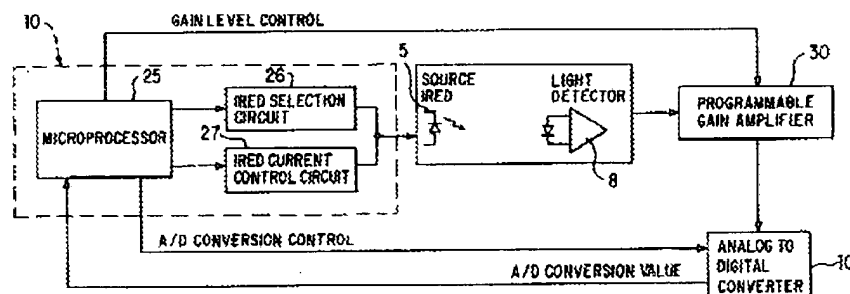 GAIN LEVEL CONTROL
10
25
26
5
30
MICROPROCESSOR
IRED SELECTION
CIRCUIT
27
IRED CURRENT
CONTROL CIRCUIT
SOURCE
IRED
LIGHT
DETECTOR
8
PROGRAMMABLE
GAIN AMPLIFIER
A/D CONVERSION CONTROL
A/D CONVERSION VALUE
ANALOG TO
DIGITAL
CONVERTER